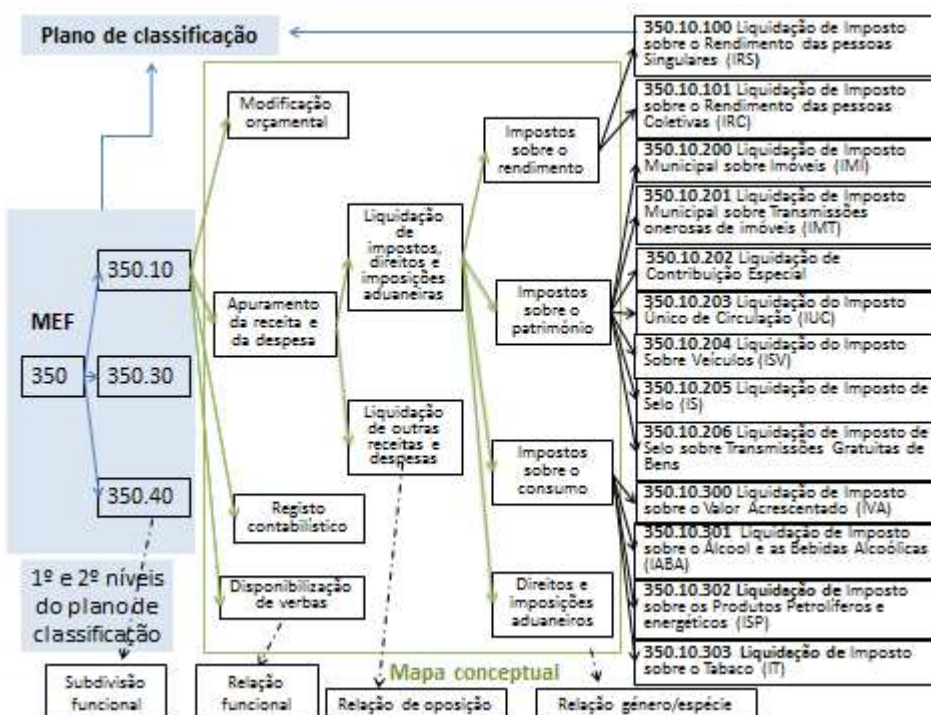 Plano de classificação
MEF
350
350.10
350.30
350.40
1º e 2º níveis
do plano de
classificação
Modificação
orçamental
Apuramento
da receita e
da despesa
Registo
contabilístico
Disponibilização
de verbas
Liquidação
de
impostos,
direitos e
imposições
aduaneiras
Liquidação
de outras
receitas e
despesas
Impostos
sobre o
rendimento
Impostos
sobre o
património
Impostos
sobre o
consumo
Direitos e
imposições
aduaneiros
Mapa conceptual
350.10.100 Liquidação de Imposto
sobre o Rendimento das pessoas
Singulares (IRS)
350.10.101 Liquidação de Imposto
sobre o Rendimento das pessoas
Coletivas (IRC)
350.10.200 Liquidação de Imposto
Municipal sobre Imóveis (IMI)
350.10.201 Liquidação de Imposto
Municipal sobre Transmissões
onerosas de imóveis (IMT)
350.10.202 Liquidação de
Contribuição Especial
350.10.203 Liquidação do Imposto
Único de Circulação (IUC)
350.10.204 Liquidação do Imposto
Sobre Veículos (ISV)
350.10.205 Liquidação de Imposto de
Selo (IS)
350.10.206 Liquidação de Imposto de
Selo sobre Transmissões Gratuitas de
Bens
350.10.300 Liquidação de Imposto
sobre o Valor Acrescentado (IVA)
350.10.301 Liquidação de Imposto
sobre o Álcool e as Bebidas Alcoólicas
(IABA)
350.10.302 Liquidação de Imposto
sobre os Produtos Petrolíferos e
energéticos (ISP)
350.10.303 Liquidação de Imposto
sobre o Tabaco (IT)
Subdivisão
funcional
Relação
funcional
Relação de oposição
Relação género/espécie